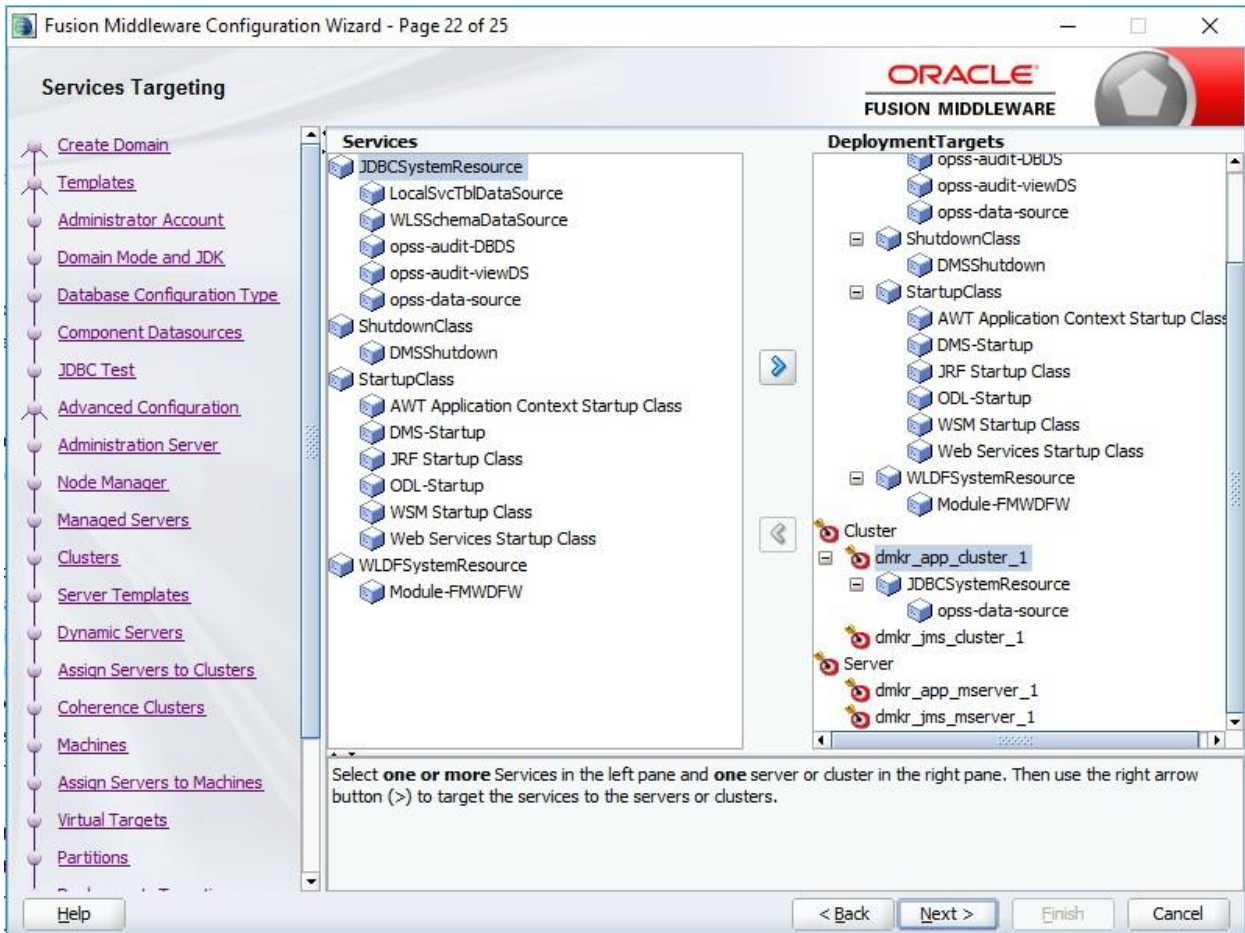 Fusion Middleware Configuration Wizard - Page 22 of 25
Services Targeting
ORACLE
FUSION MIDDLEWARE
Create Domain
Templates
Administrator Account
Domain Mode and JDK
Database Configuration Type
Component Datasources
JDBC Test
Advanced Configuration
Administration Server
Node Manager
Managed Servers
Clusters
Server Templates
Dynamic Servers
Assign Servers to Clusters
Coherence Clusters
Machines
Assign Servers to Machines
Virtual Targets
Partitions
Services
JDBCSystemResource
LocalSvcTblDataSource
WLSSchemaDataSource
opss-audit-DBDS
opss-audit-viewDS
opss-data-source
ShutdownClass
DMSShutdown
StartupClass
AWT Application Context Startup Class
DMS-Startup
JRF Startup Class
ODL-Startup
WSM Startup Class
Web Services Startup Class
WLDFSystemResource
Module-FMWDFW
DeploymentTargets
opss-audit-DBDS
opss-audit-viewDS
opss-data-source
ShutdownClass
DMSShutdown
StartupClass
AWT Application Context Startup Class
DMS-Startup
JRF Startup Class
ODL-Startup
WSM Startup Class
Web Services Startup Class
WLDFSystemResource
Module-FMWDFW
Cluster
dmkr_app_cluster_1
JDBCSystemResource
opss-data-source
dmkr_jms_cluster_1
Server
dmkr_app_mserver_1
dmkr_jms_mserver_1
Select one or more Services in the left pane and one server or cluster in the right pane. Then use the right arrow
button (>) to target the services to the servers or clusters.
Help
< Back
Next >
Finish
Cancel